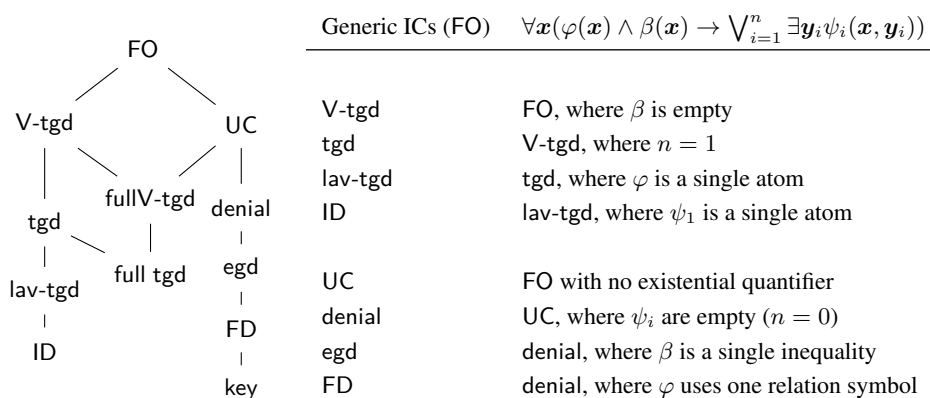 FO
V-tgd UC
fullV-tgd
denial
tgd
egd
full tgd
lav-tgd
FD
ID
key
Generic ICs (FO) ∀x(φ(x) ∧ β(x) → ⋁ⁿᵢ₌₁ ∃yᵢψᵢ(x, yᵢ))
V-tgd FO, where β is empty
tgd V-tgd, where n = 1
lav-tgd tgd, where φ is a single atom
ID lav-tgd, where ψ₁ is a single atom
UC FO with no existential quantifier
denial UC, where ψᵢ are empty (n = 0)
egd denial, where β is a single inequality
FD denial, where φ uses one relation symbol